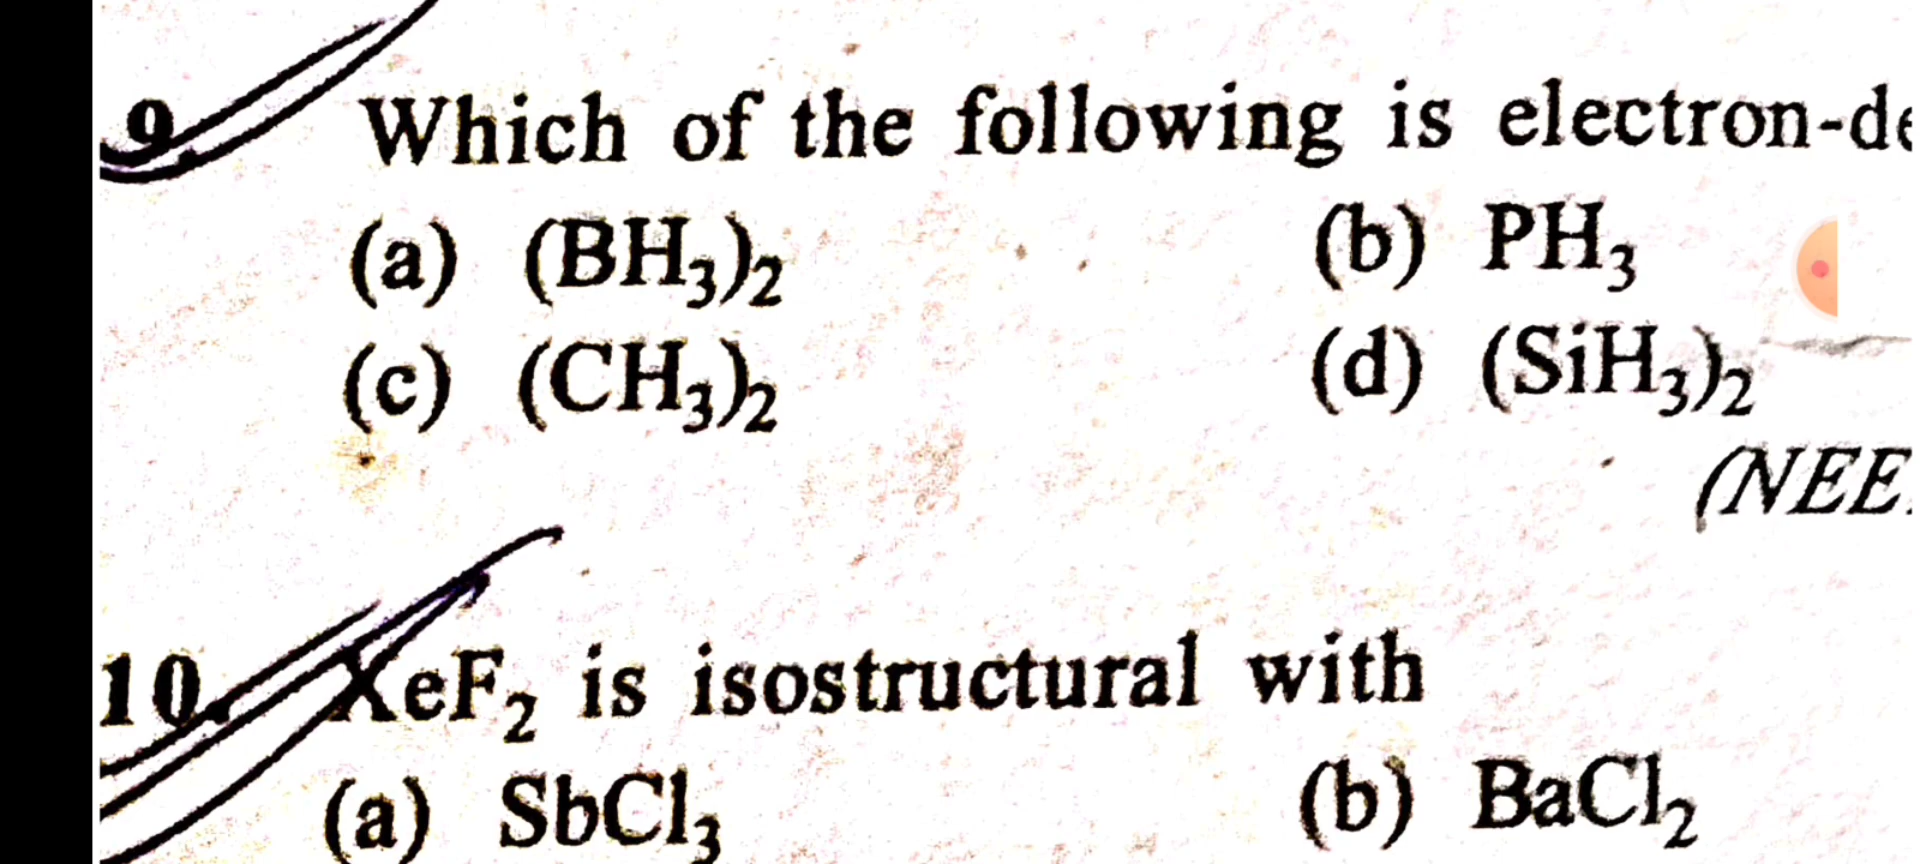 9. Which of the following is electron-de
(a) (BH₃)₂ (b) PH₃
(c) (CH₃)₂ (d) (SiH₃)₂
(NEE
10. XeF₂ is isostructural with
(a) SbCl₃ (b) BaCl₂